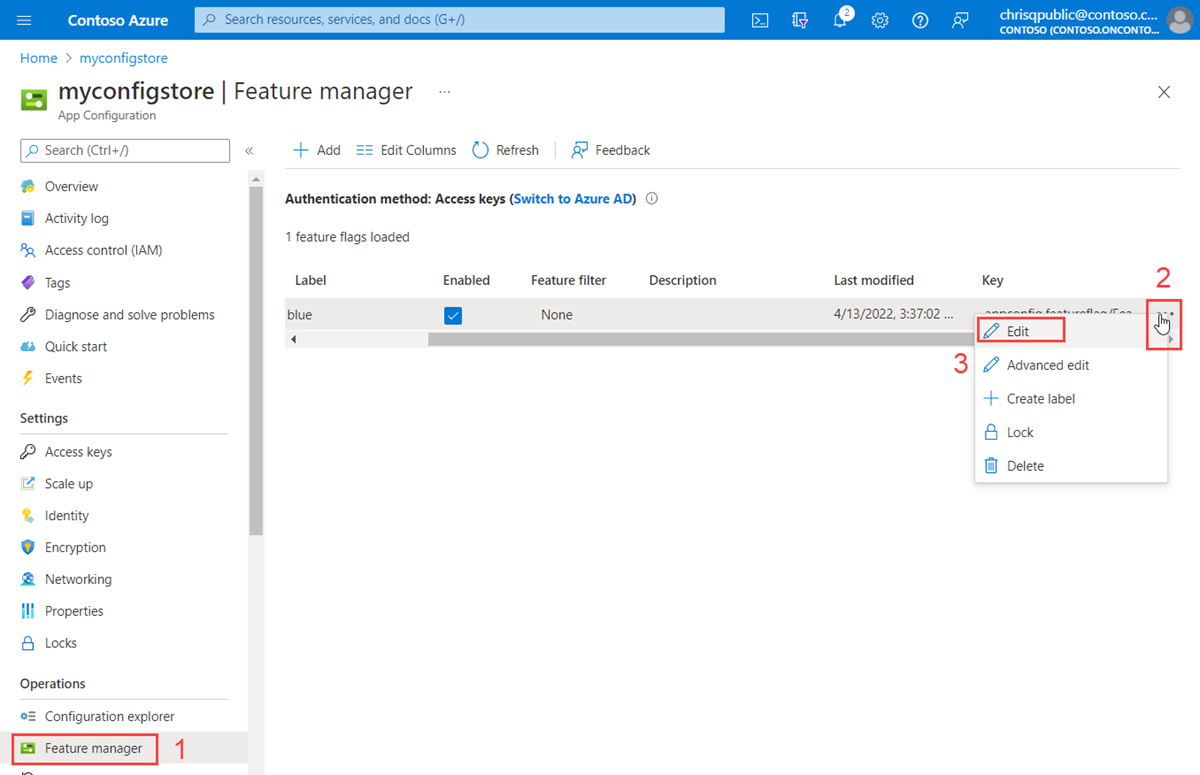 Contoso Azure
Search resources, services, and docs (G+/)
2
chrisqpublic@contoso.c...
CONTOSO (CONTOSO.ONCONTO...
Home > myconfigstore
myconfigstore | Feature manager ...
App Configuration
Search (Ctrl+/)
«
Overview
Activity log
Access control (IAM)
Tags
Diagnose and solve problems
Quick start
Events
Settings
Access keys
Scale up
Identity
Encryption
Networking
Properties
Locks
Operations
Configuration explorer
Feature manager
1
Add
Edit Columns
Refresh
Feedback
Authentication method: Access keys (Switch to Azure AD)
1 feature flags loaded
Label Enabled Feature filter Description Last modified Key
2
blue None 4/13/2022, 3:37:02 ... .appconfig.featureflag/Fea...
3
Edit
Advanced edit
Create label
Lock
Delete